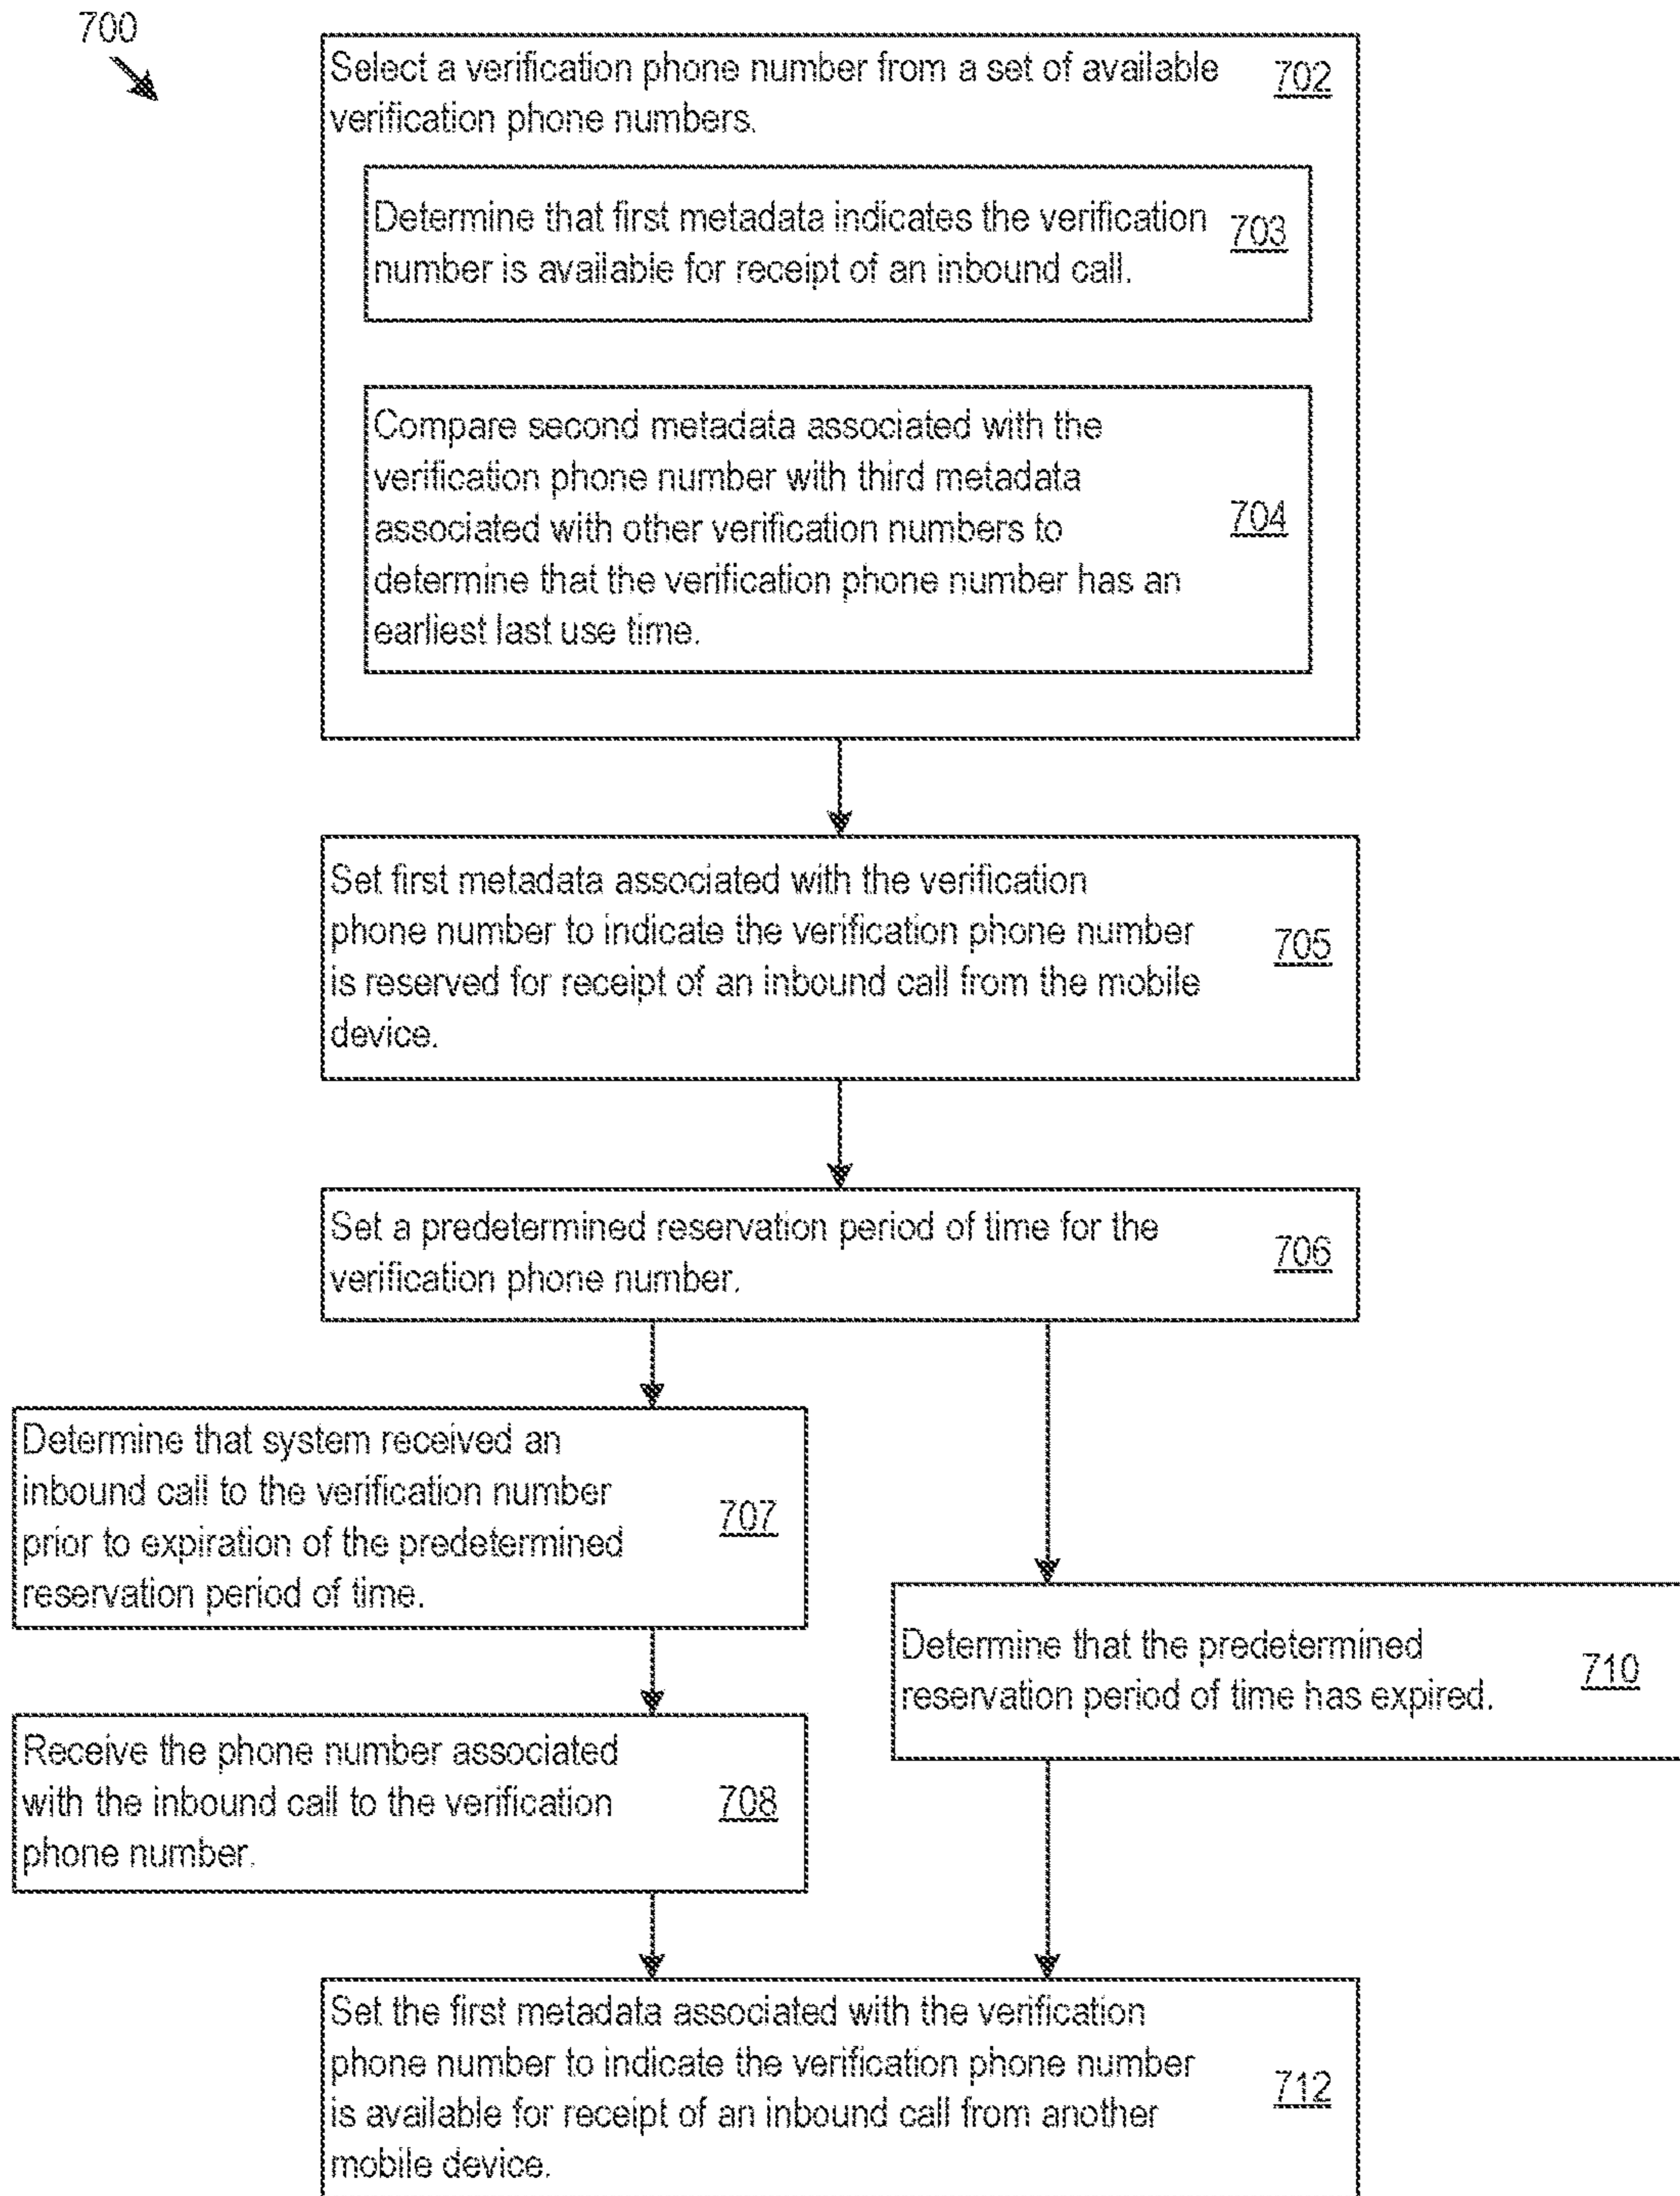 700
Select a verification phone number from a set of available 702
verification phone numbers.
Determine that first metadata indicates the verification 703
number is available for receipt of an inbound call.
Compare second metadata associated with the
verification phone number with third metadata
associated with other verification numbers to 704
determine that the verification phone number has an
earliest last use time.
Set first metadata associated with the verification
phone number to indicate the verification phone number 705
is reserved for receipt of an inbound call from the mobile
device.
Set a predetermined reservation period of time for the 706
verification phone number.
Determine that system received an
inbound call to the verification number 707
prior to expiration of the predetermined
reservation period of time.
Determine that the predetermined 710
reservation period of time has expired.
Receive the phone number associated
with the inbound call to the verification 708
phone number.
Set the first metadata associated with the verification
phone number to indicate the verification phone number 712
is available for receipt of an inbound call from another
mobile device.